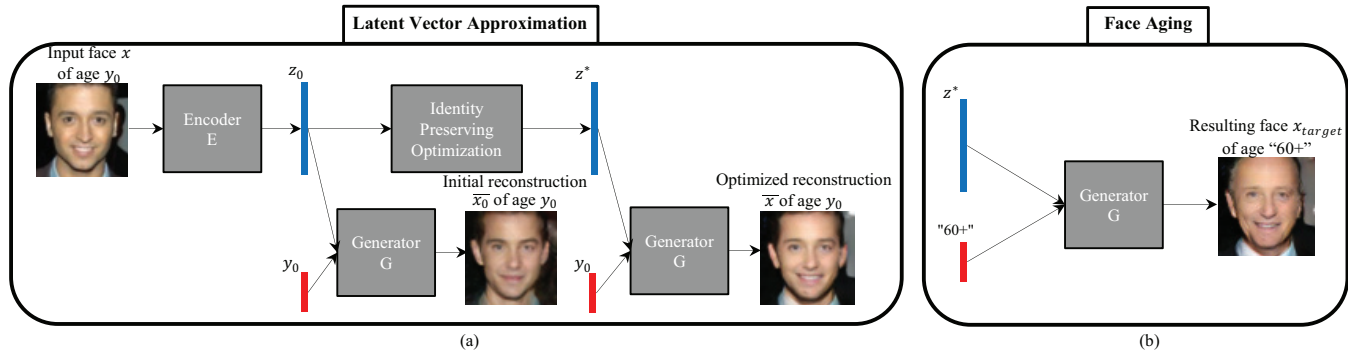 Latent Vector Approximation
Input face 𝑥
of age 𝑦₀
Encoder
E
𝑧₀
Identity
Preserving
Optimization
𝑧*
Initial reconstruction
x̅₀ of age 𝑦₀
Generator
G
𝑦₀
Optimized reconstruction
x̅ of age 𝑦₀
Generator
G
𝑦₀
(a)
Face Aging
𝑧*
"60+"
Generator
G
Resulting face 𝑥ₜₐᵣgₑₜ
of age “60+”
(b)